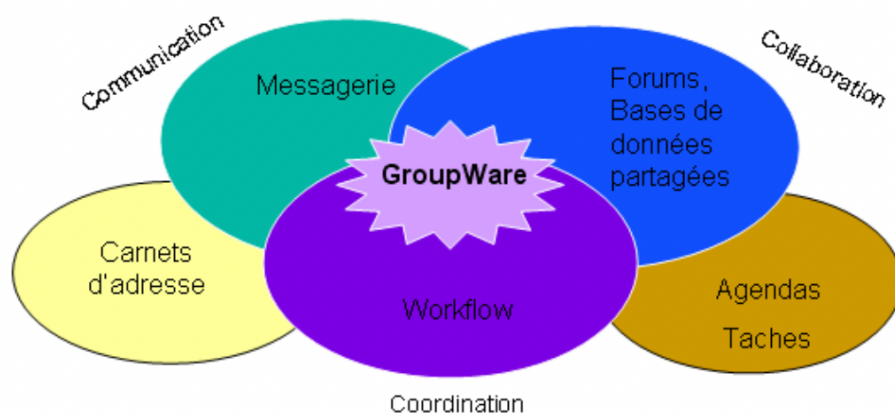 Communication
Collaboration
Messagerie
Forums,
Bases de
données
partagées
GroupWare
Carnets
d'adresse
Workflow
Agendas
Taches
Coordination